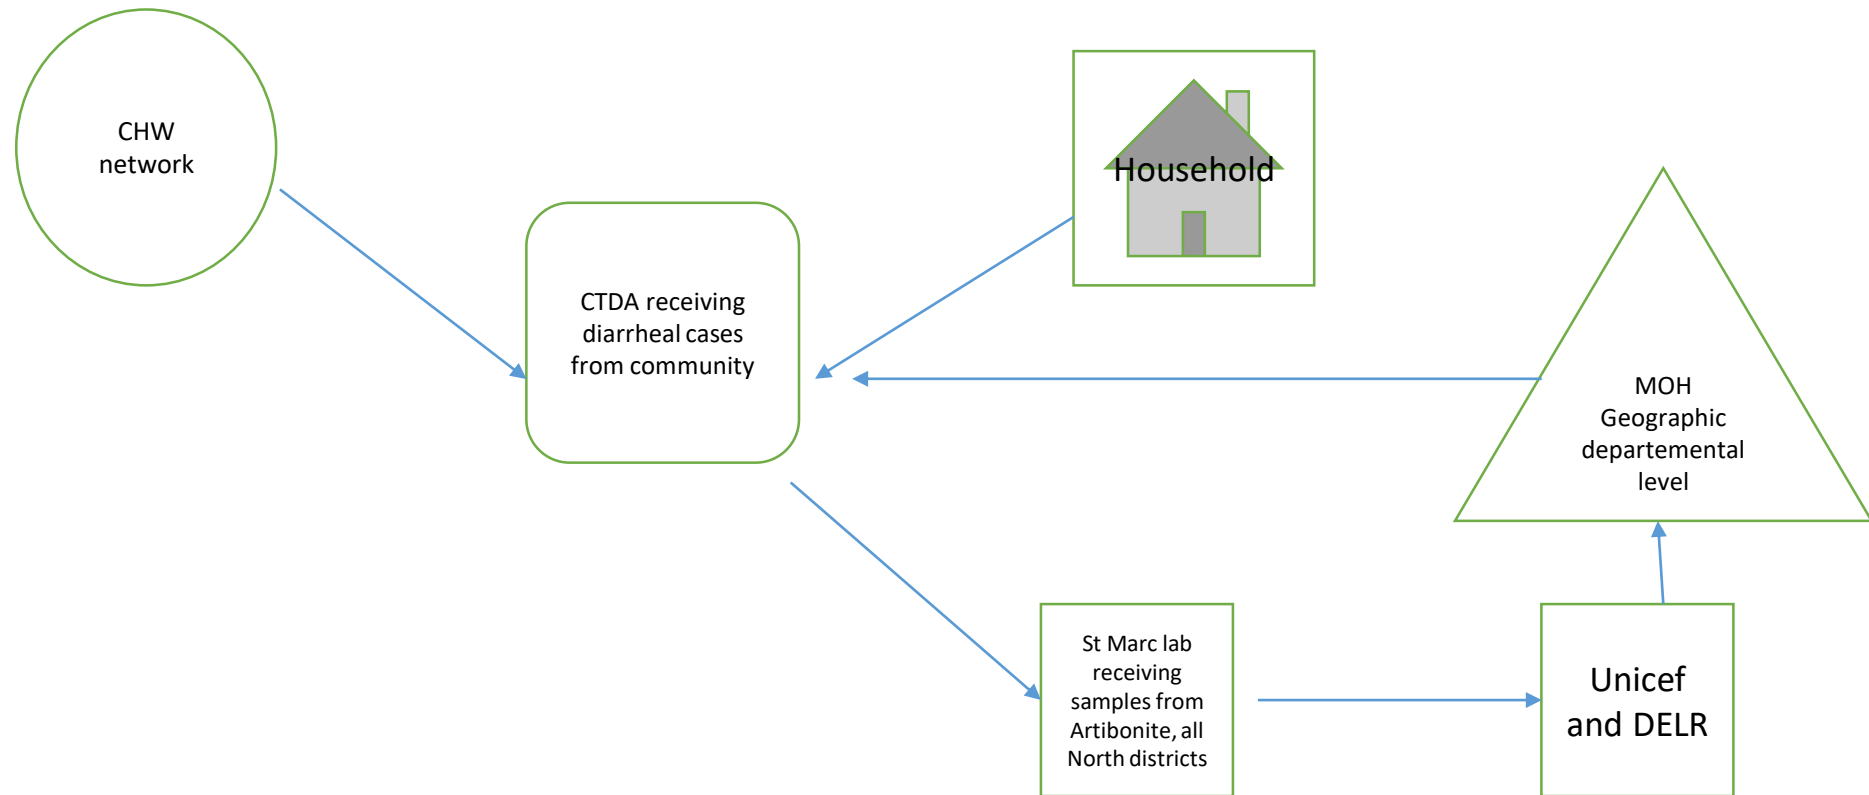 CHW
network
Household
CTDA receiving
diarrheal cases
from community
MOH
Geographic
departemental
level
St Marc lab
receiving
samples from
Artibonite, all
North districts
Unicef
and DELR